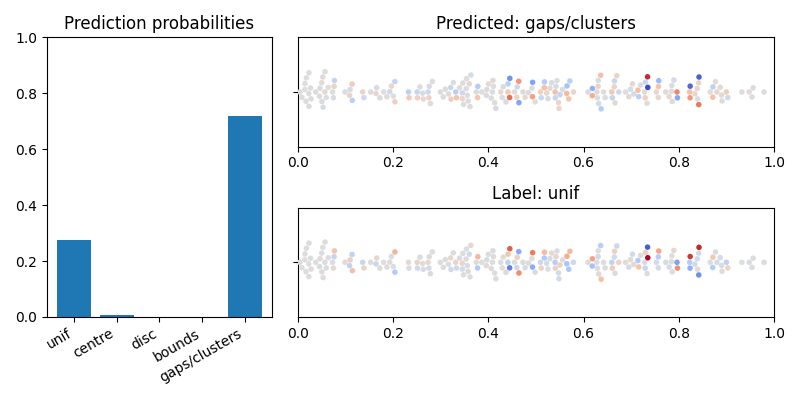 Prediction probabilities
1.0
0.8
0.6
0.4
0.2
0.0
unif
centre
disc
bounds
gaps/clusters
Predicted: gaps/clusters
0.0 0.2 0.4 0.6 0.8 1.0
Label: unif
0.0 0.2 0.4 0.6 0.8 1.0